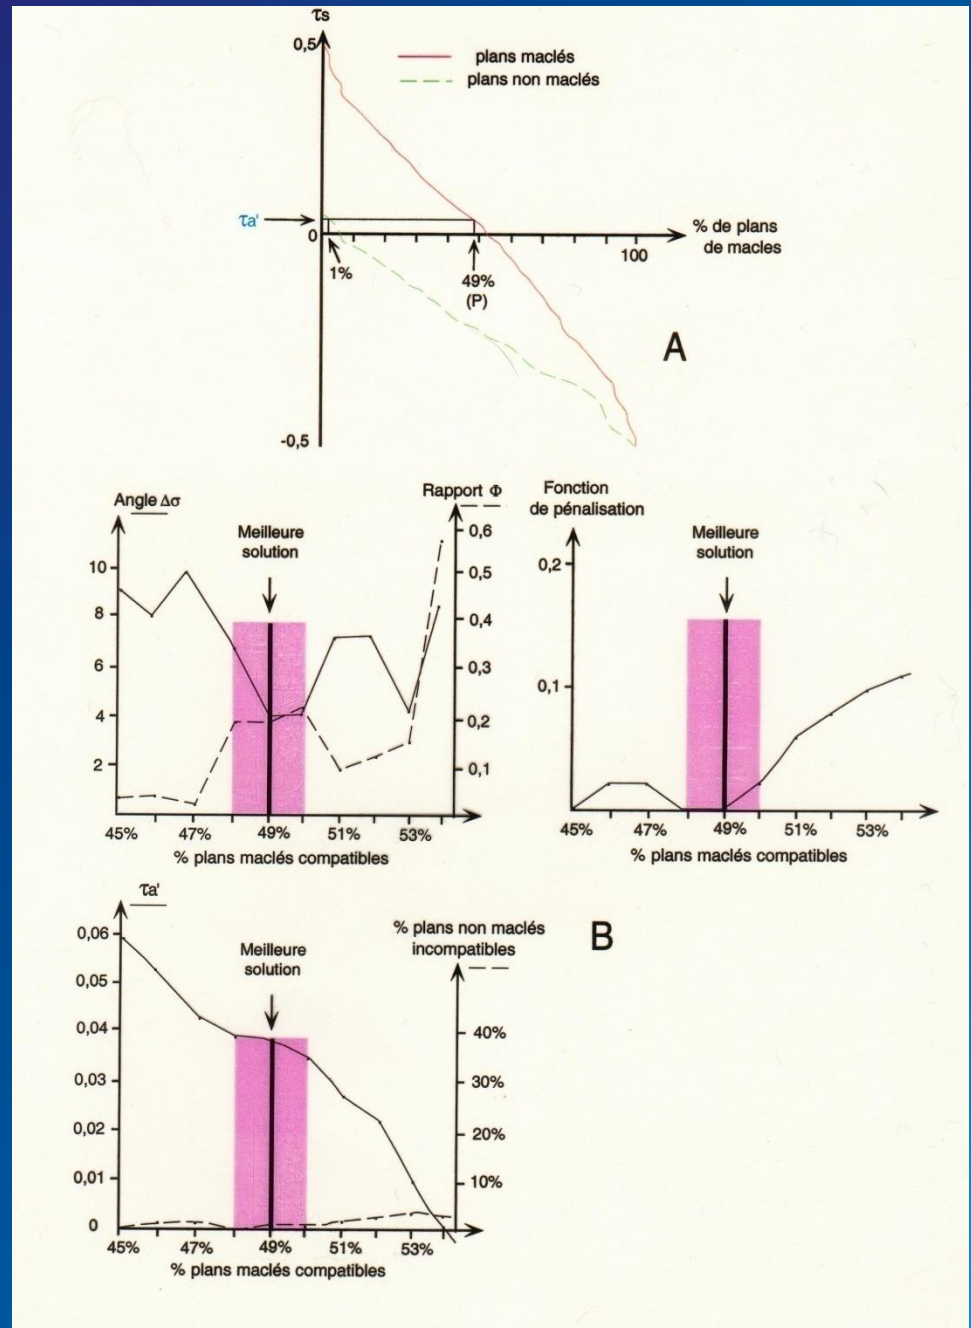 τs
0,5
plans maclés
plans non maclés
τa'
0
% de plans
de macles
100
1%
49%
(P)
A
-0,5
Angle Δσ
Rapport Φ
Meilleure
solution
10
8
6
4
2
0,6
0,5
0,4
0,3
0,2
0,1
45%
47%
49%
51%
53%
% plans maclés compatibles
Fonction
de pénalisation
Meilleure
solution
0,2
0,1
45%
47%
49%
51%
53%
% plans maclés compatibles
τa'
% plans non maclés
incompatibles
B
Meilleure
solution
0,06
0,05
0,04
0,03
0,02
0,01
0
40%
30%
20%
10%
45%
47%
49%
51%
53%
% plans maclés compatibles